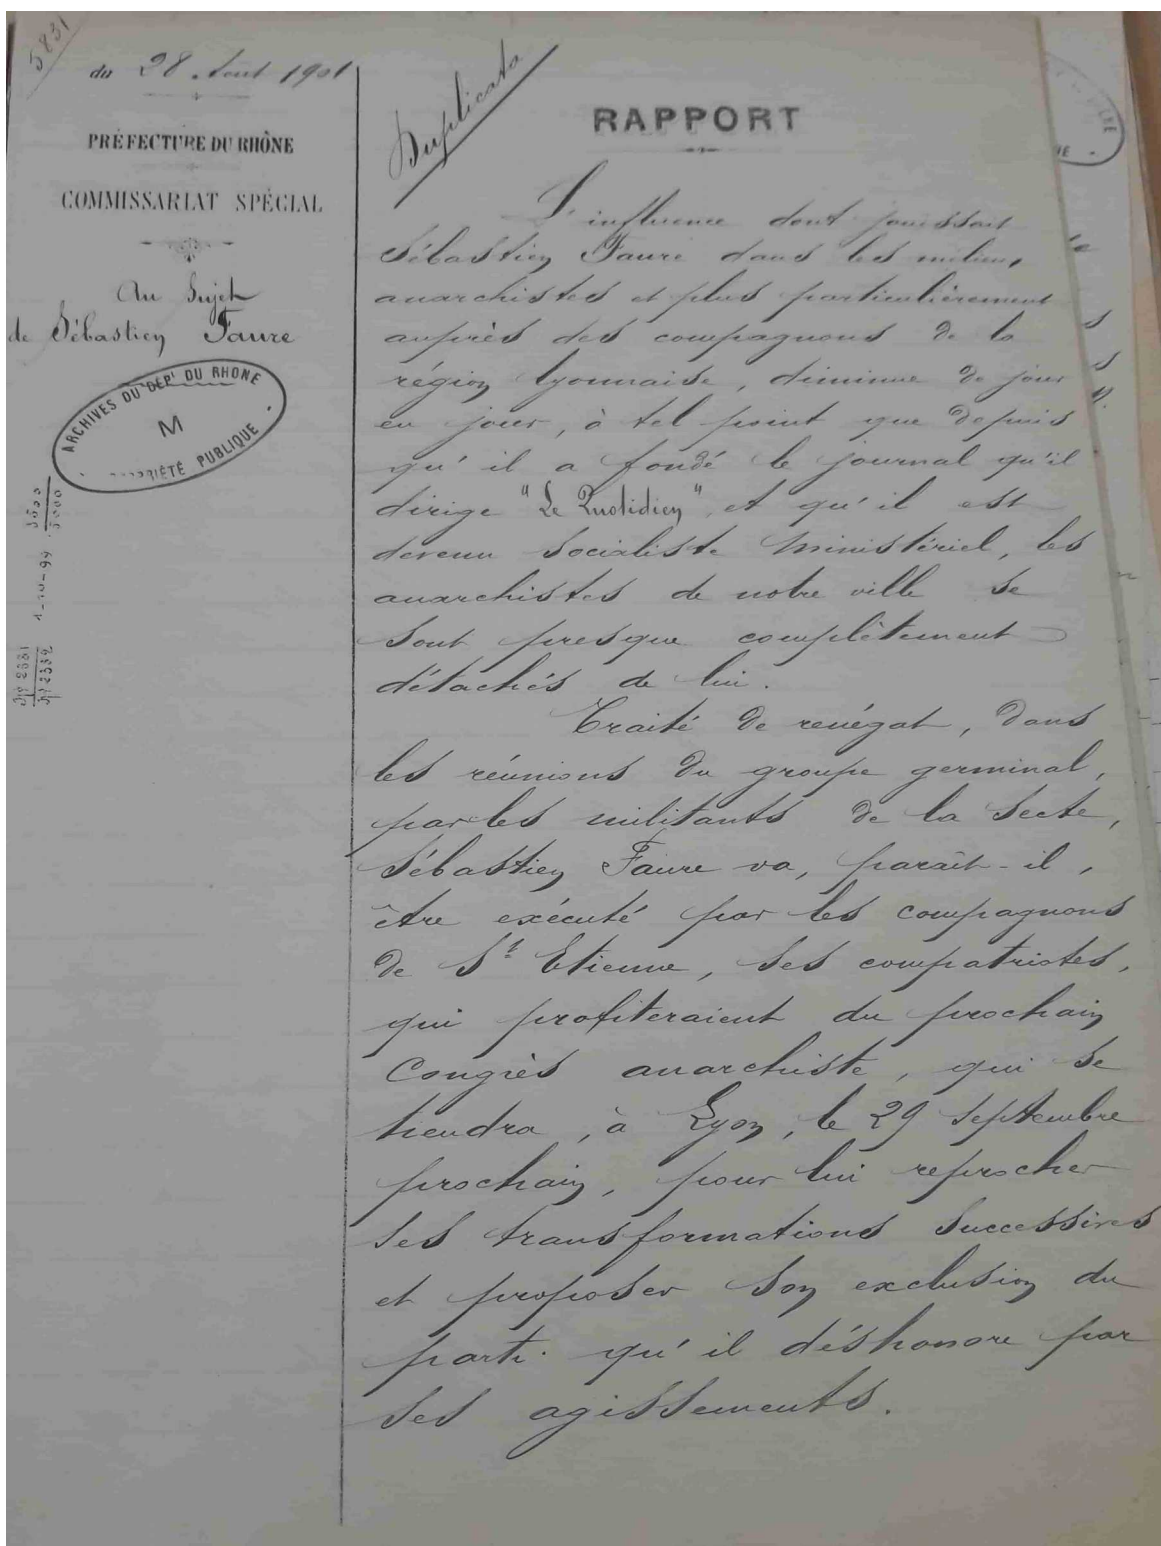 5831
du 28 Août 1901
PRÉFECTURE DU RHÔNE
COMMISSARIAT SPÉCIAL
Au Sujet
de Sébastien Faure
ARCHIVES DU DEPt DU RHONE
M
PROPRIÉTÉ PUBLIQUE
1-10-99
Duplicata
RAPPORT
L'influence dont jouissait
Sébastien Faure dans les milieux
anarchistes et plus particulièrement
auprès des compagnons de la
région lyonnaise, diminue de jour
en jour, à tel point que depuis
qu'il a fondé le journal qu'il
dirige "Le Quotidien", et qu'il est
devenu socialiste ministériel, les
anarchistes de notre ville se
sont presque complètement
détachés de lui.
Traité de renégat, dans
les réunions du groupe germinal,
par les militants de la secte,
Sébastien Faure va, paraît-il,
être exécuté par les compagnons
de St Etienne, ses compatriotes,
qui profiteraient du prochain
Congrès anarchiste, qui se
tiendra, à Lyon, le 29 septembre
prochain, pour lui reprocher
ses transformations successives
et proposer son exclusion du
parti qu'il déshonore par
ses agissements.